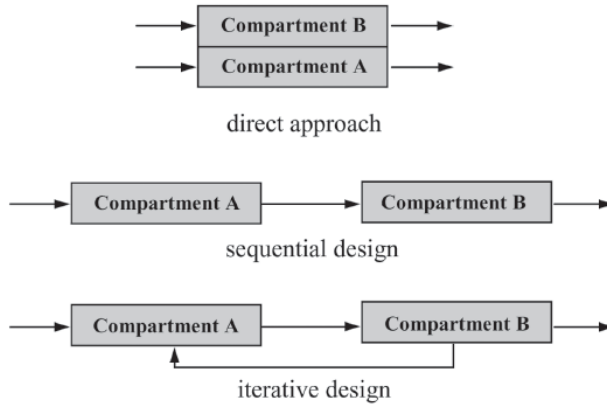 Compartment B
Compartment A
direct approach
Compartment A
Compartment B
sequential design
Compartment A
Compartment B
iterative design